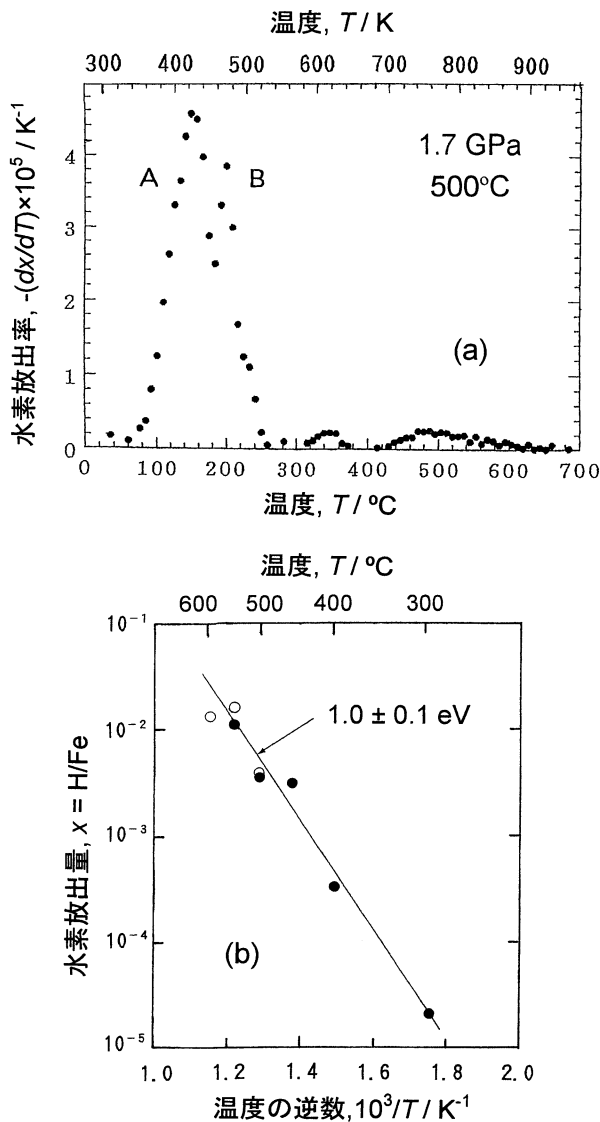 温度, T / K
300 400 500 600 700 800 900
水素放出率, -(dx/dT)×10⁵ / K⁻¹
4
3
2
1
0
A
B
1.7 GPa
500ºC
(a)
0 100 200 300 400 500 600 700
温度, T / ºC
温度, T / ºC
600 500 400 300
水素放出量, x = H/Fe
10⁻¹
10⁻²
10⁻³
10⁻⁴
10⁻⁵
1.0 ± 0.1 eV
(b)
1.0 1.2 1.4 1.6 1.8 2.0
温度の逆数,10³/T / K⁻¹